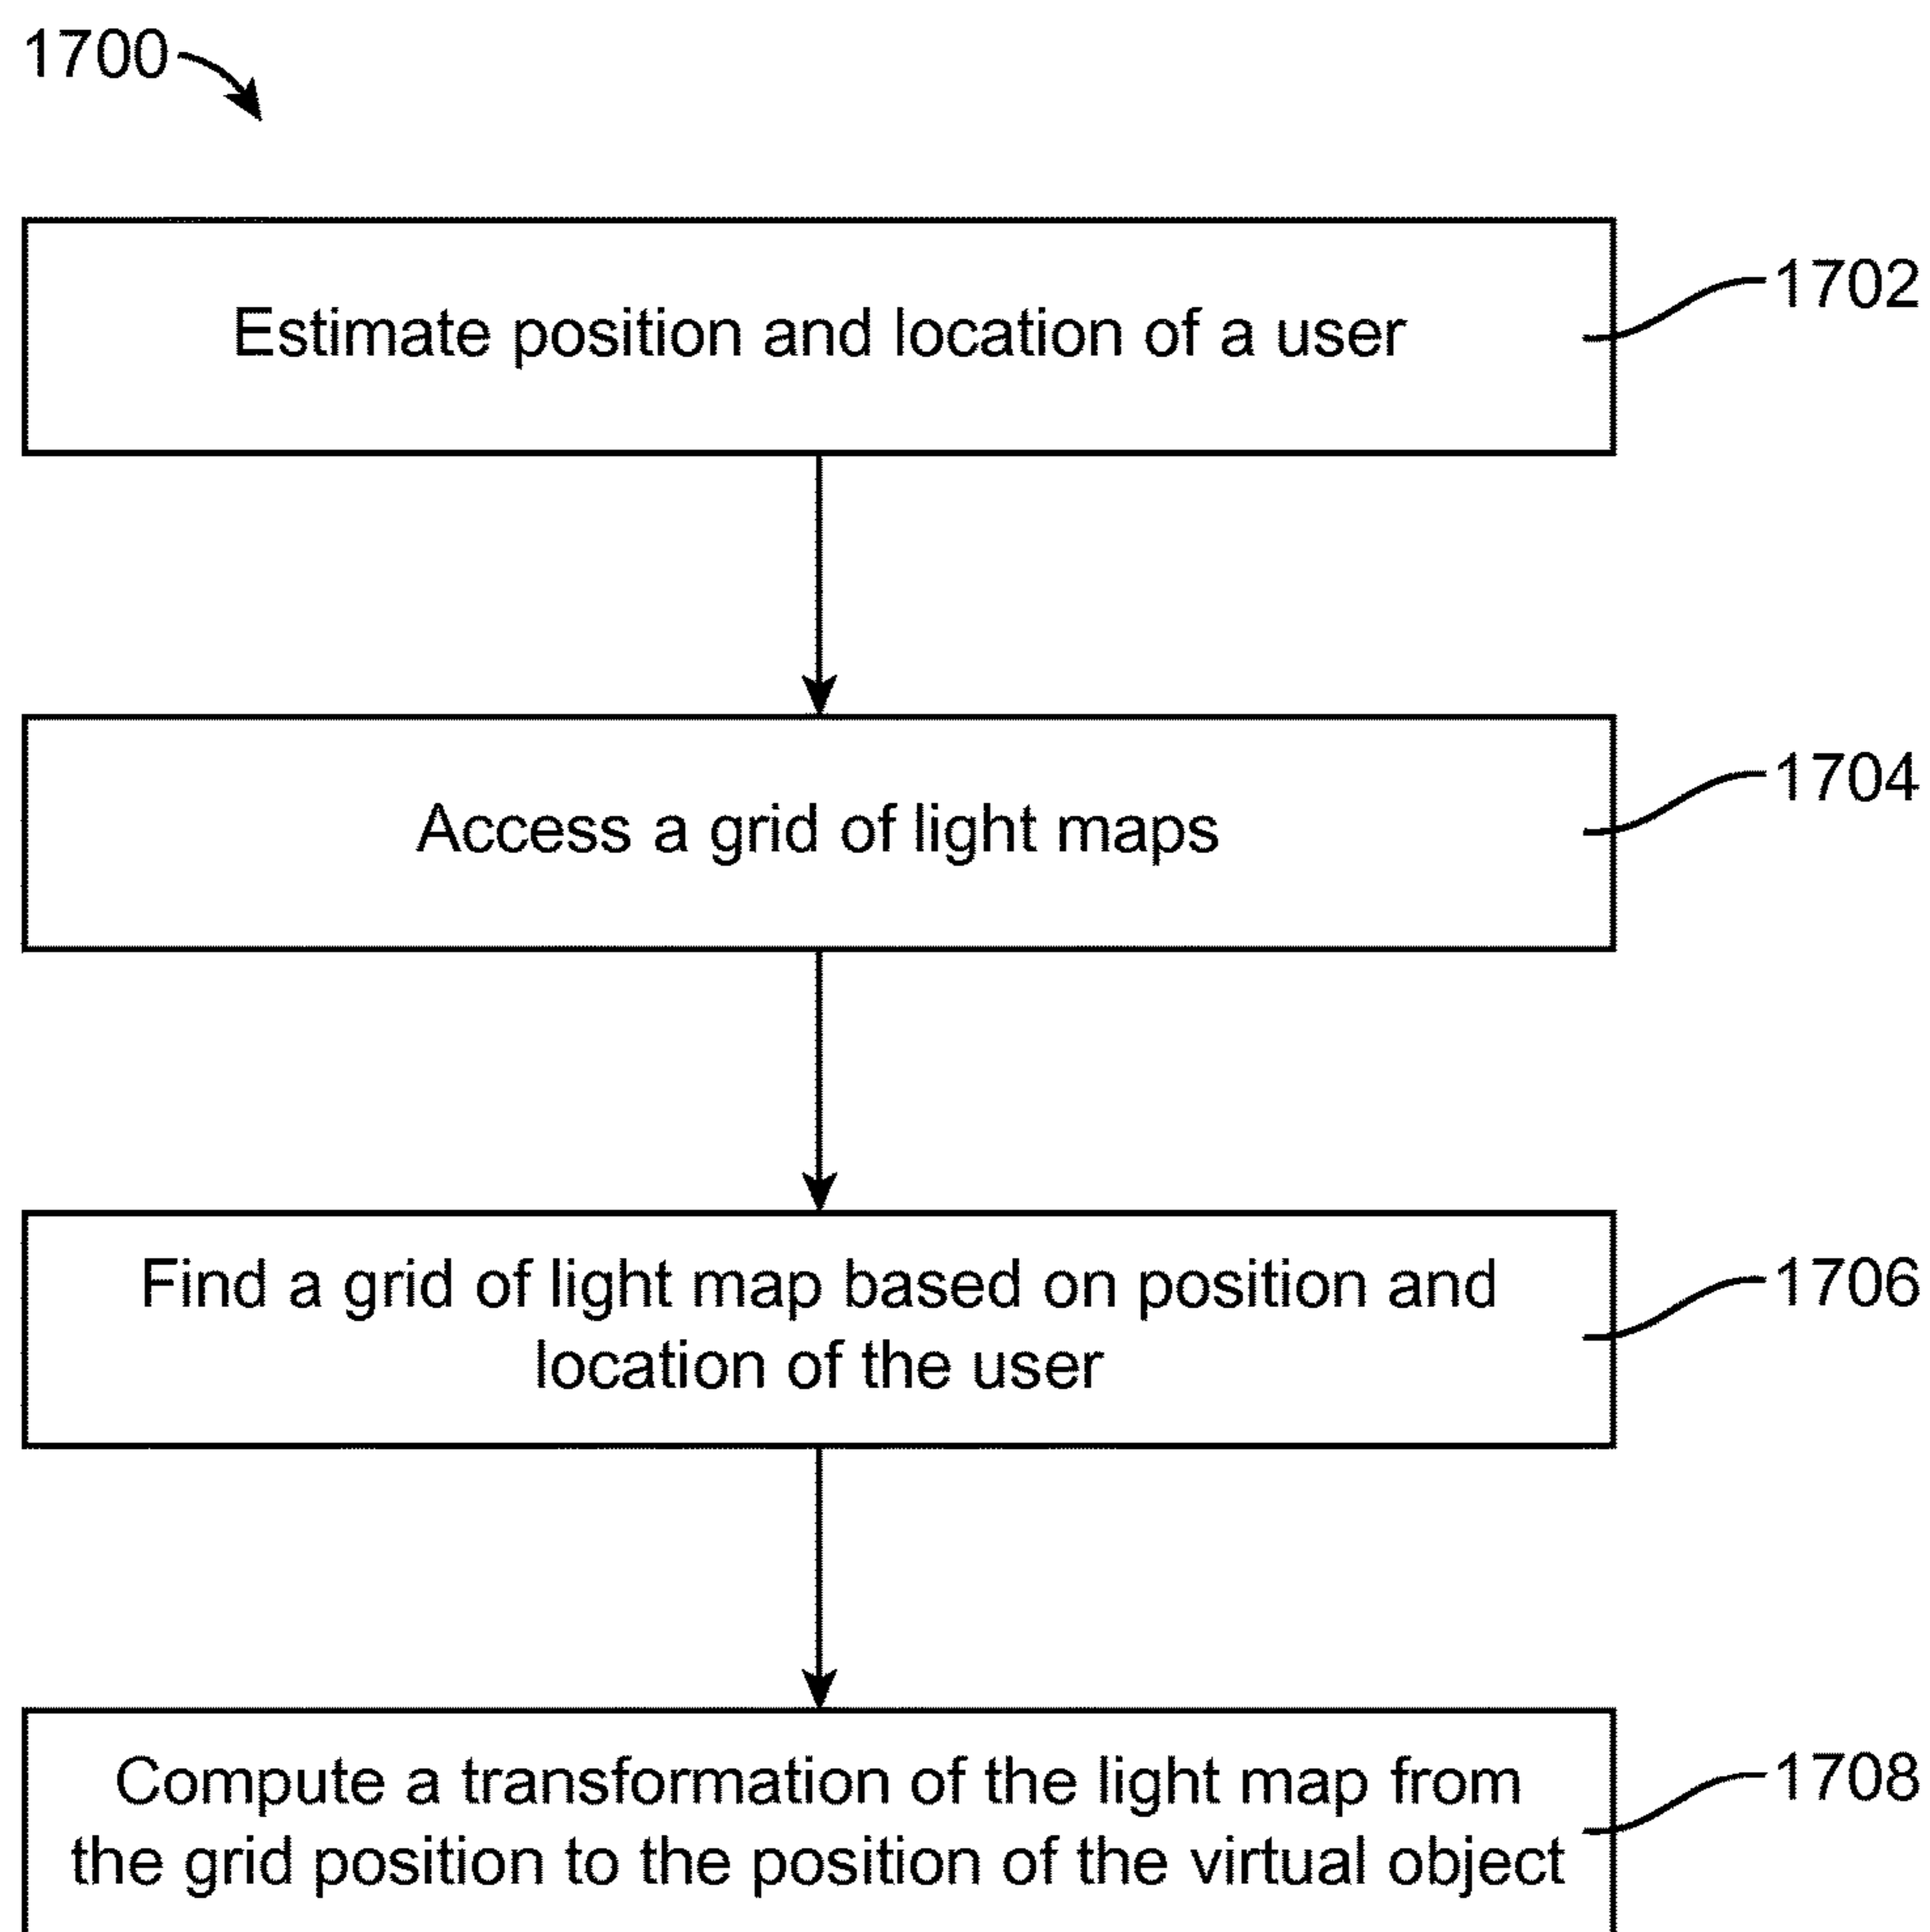 1700
Estimate position and location of a user
1702
Access a grid of light maps
1704
Find a grid of light map based on position and
location of the user
1706
Compute a transformation of the light map from
the grid position to the position of the virtual object
1708